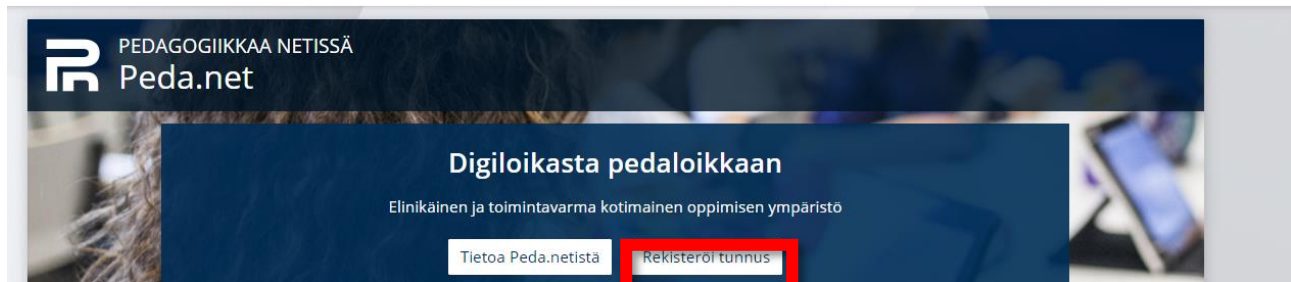 PEDAGOGIIKKAA NETISSÄ
Peda.net
Digiloikasta pedaloikkaan
Elinikäinen ja toimintavarma kotimainen oppimisen ympäristö
Tietoa Peda.netistä
Rekisteröi tunnus